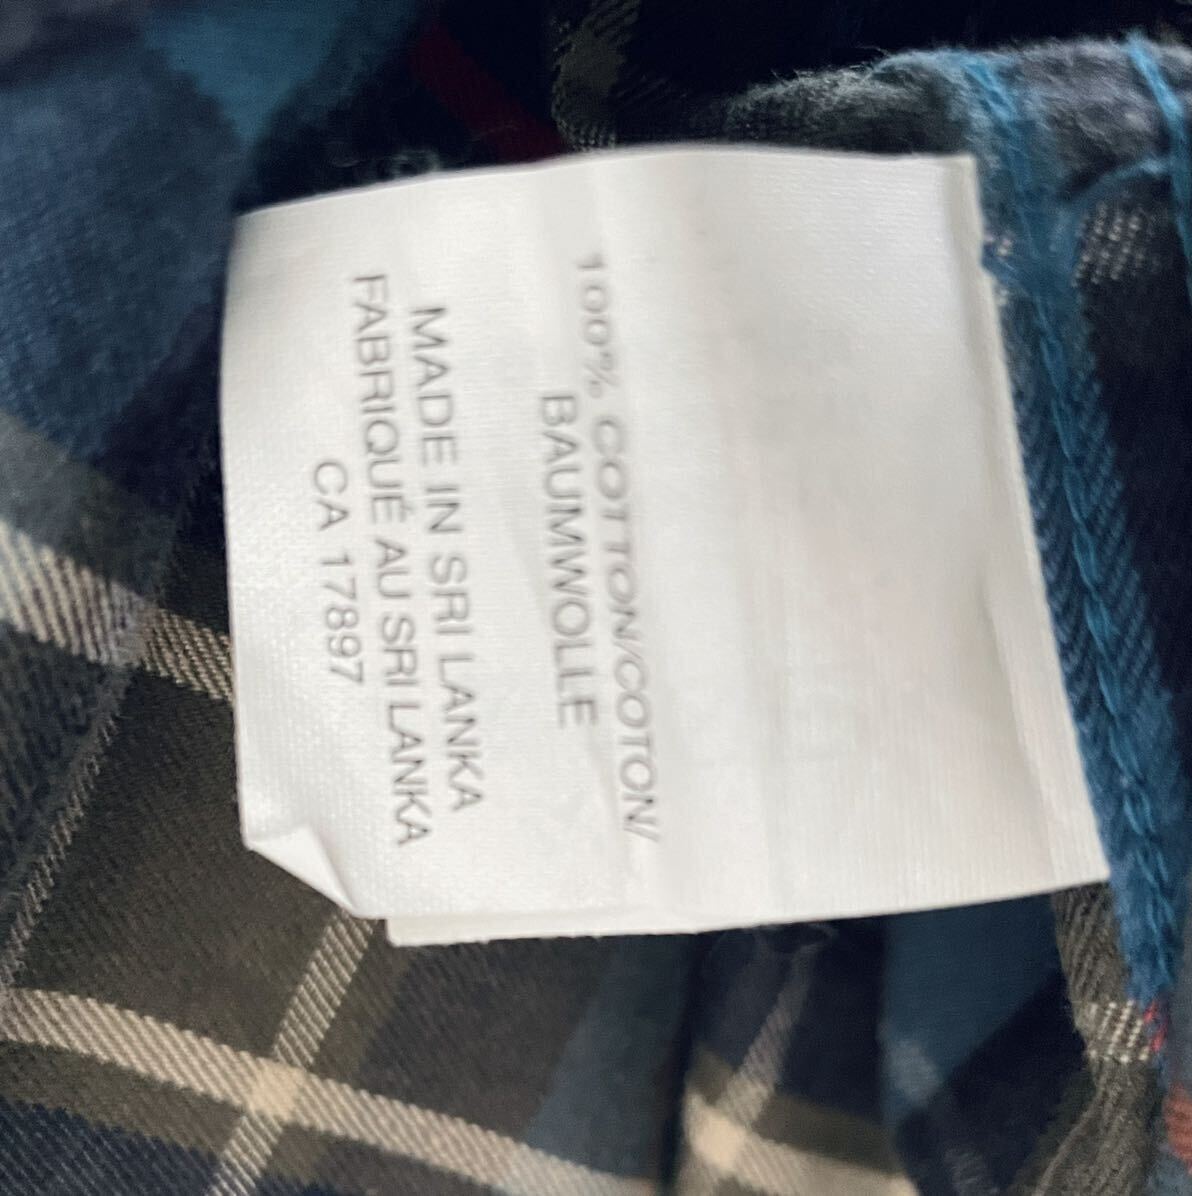 100% COTTON/COTON/
BAUMWOLLE
MADE IN SRI LANKA
FABRIQUÉ AU SRI LANKA
CA 17897